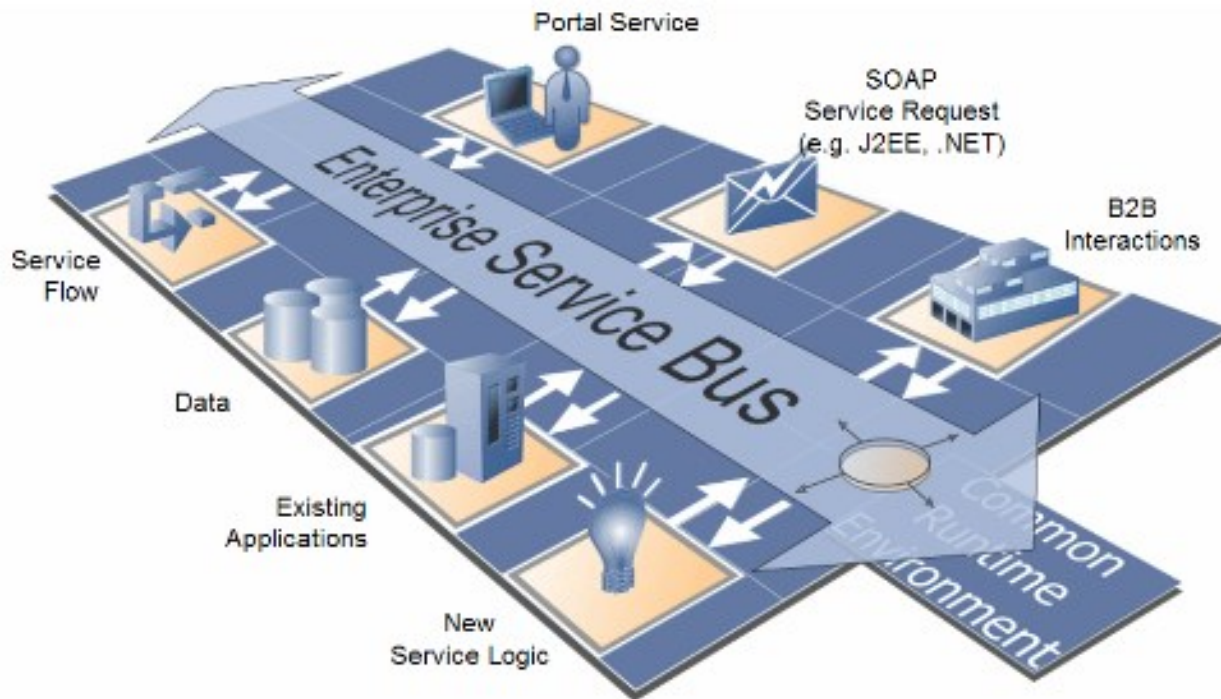 Portal Service
SOAP
Service Request
(e.g. J2EE, .NET)
B2B
Interactions
Enterprise Service Bus
Service
Flow
Data
Existing
Applications
New
Service Logic
Common
Runtime
Environment